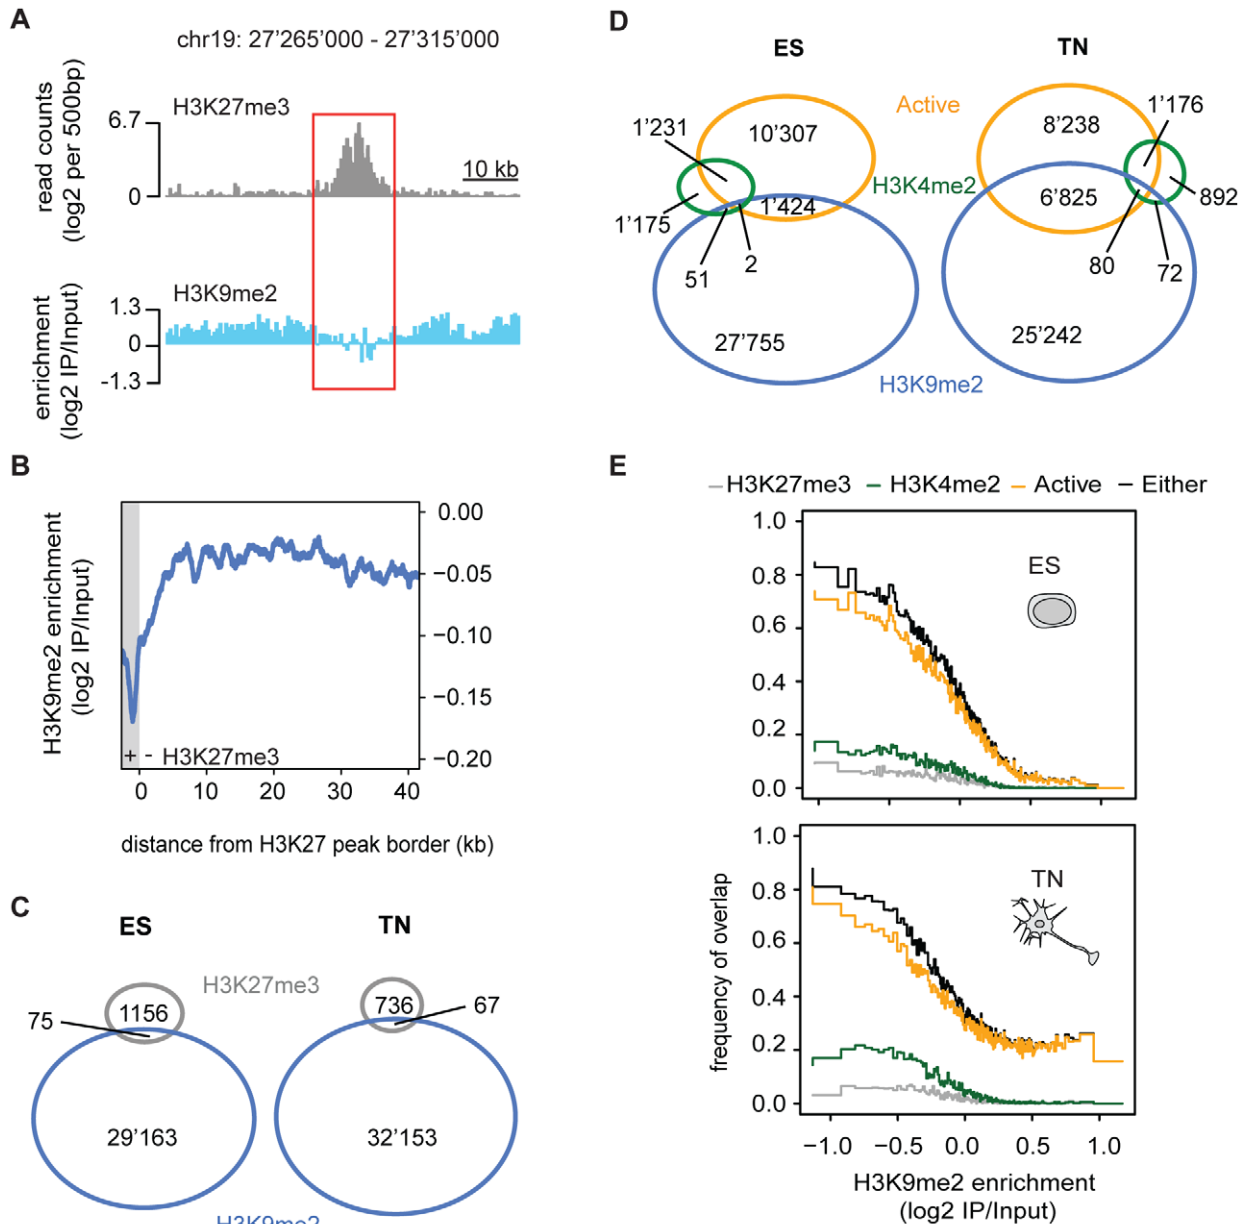 A
chr19: 27'265'000 - 27'315'000
read counts
(log2 per 500bp)
H3K27me3
6.7
0
10 kb
enrichment
(log2 IP/Input)
H3K9me2
1.3
0
-1.3
B
H3K9me2 enrichment
(log2 IP/Input)
0.00
−0.05
−0.10
−0.15
−0.20
+ - H3K27me3
0 10 20 30 40
distance from H3K27 peak border (kb)
C
ES TN
H3K27me3
1156
75
29'163
736
67
32'153
H3K9me2
D
ES TN
Active
H3K4me2
H3K9me2
1'231
10'307
1'175
1'424
51
2
27'755
8'238
1'176
6'825
892
80
72
25'242
E
H3K27me3 H3K4me2 Active Either
ES
1.0
0.8
0.6
0.4
0.2
0.0
TN
1.0
0.8
0.6
0.4
0.2
0.0
frequency of overlap
−1.0 −0.5 0.0 0.5 1.0
H3K9me2 enrichment
(log2 IP/Input)